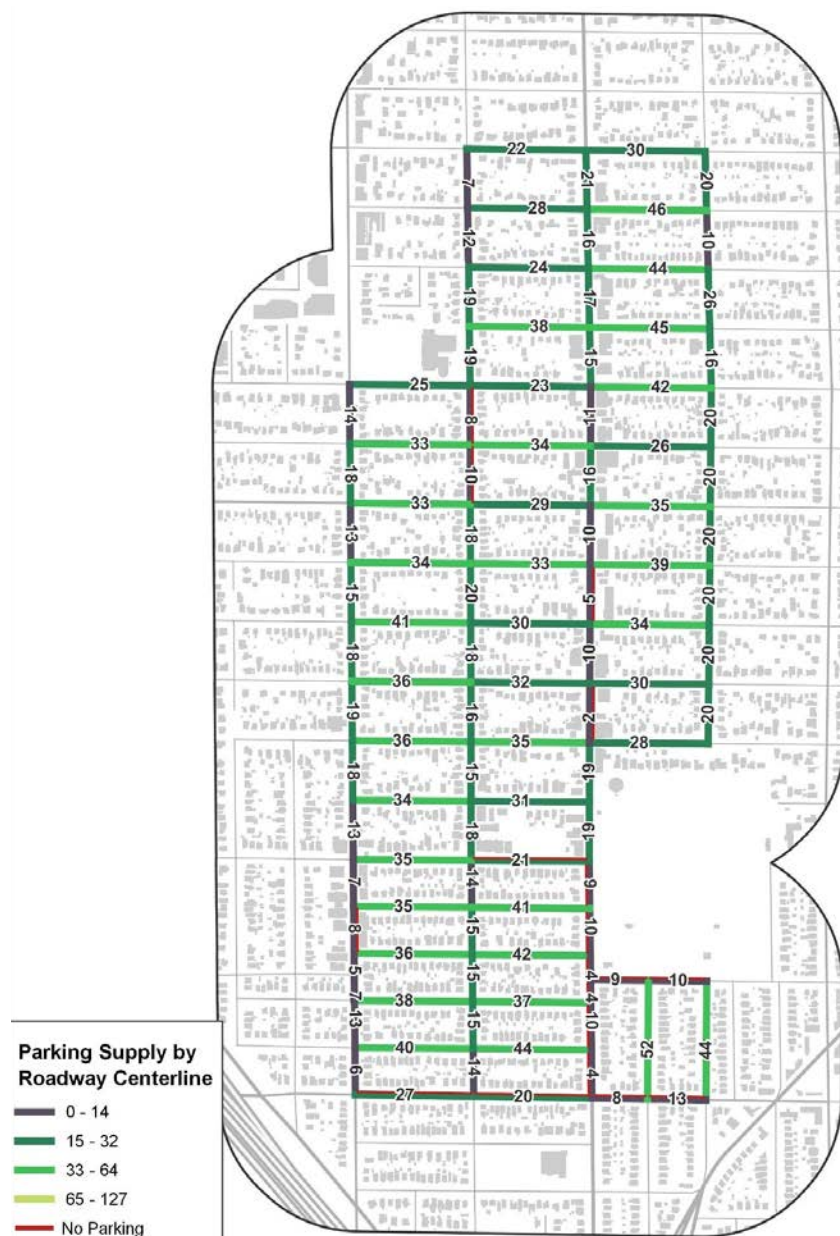 22 30
7 21 20
28 46
12 16 10
24 44
19 17 26
38 45
19 15 16
25 23 42
14 8 11 20
33 34 26
18 10 16 20
33 29 35
13 18 10 20
34 33 39
15 20 5 20
41 30 34
18 18 10 20
36 32 30
19 16 2 20
36 35 28
18 15 19
34 31
13 18 19
35 21
7 14 9
35 41
8 15 10
36 42
5 15 4 9 10
7 4
38 37
13 15 10
40 44 52 44
6 14 4
27 20 8 13
Parking Supply by
Roadway Centerline
0 - 14
15 - 32
33 - 64
65 - 127
No Parking